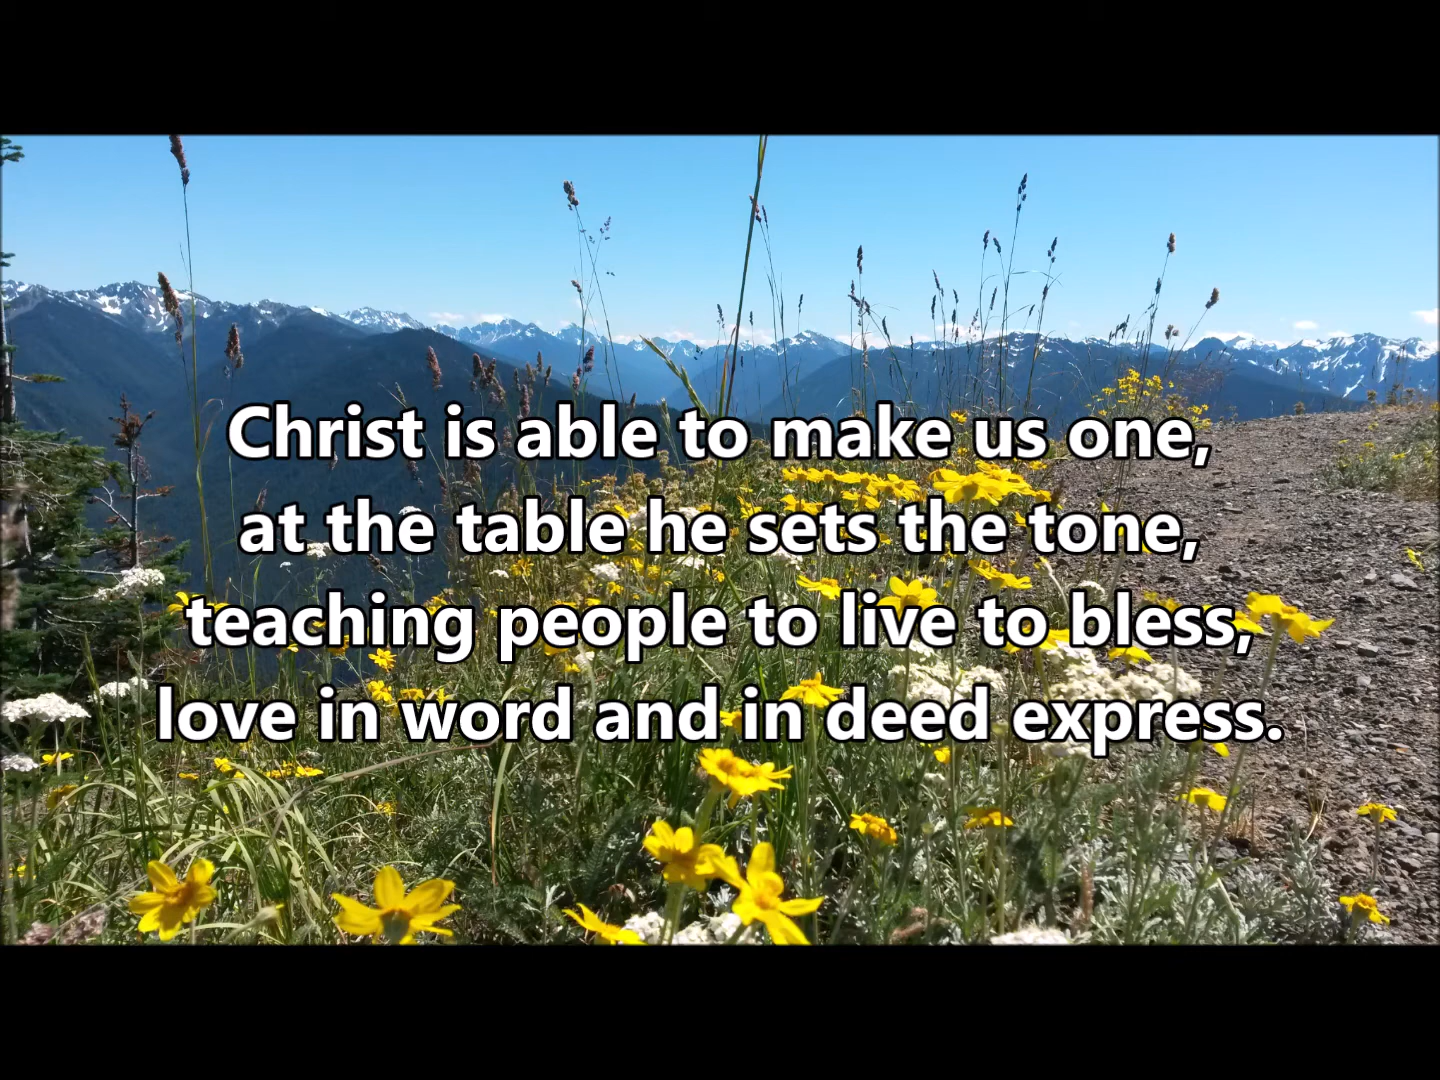 Christ is able to make us one,
at the table he sets the tone,
teaching people to live to bless,
love in word and in deed express.